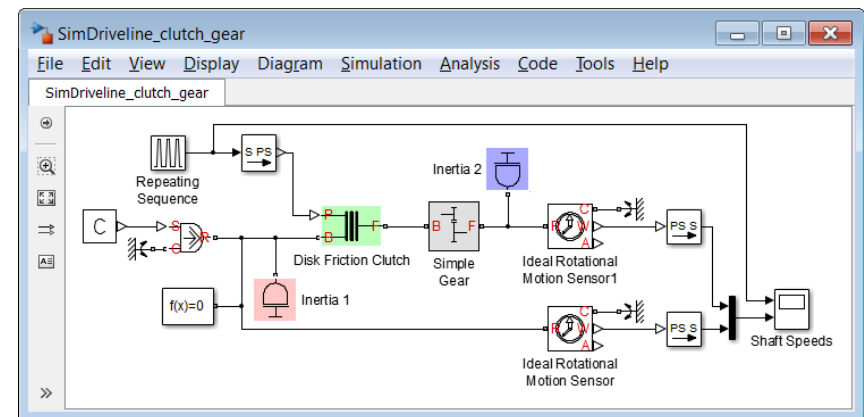 SimDriveline_clutch_gear
File Edit View Display Diagram Simulation Analysis Code Tools Help
SimDriveline_clutch_gear
S PS
Repeating
Sequence
Inertia 2
C
S
C
R
P
B
F
Disk Friction Clutch
B F
Simple
Gear
R
C
W
A
Ideal Rotational
Motion Sensor1
PS S
f(x)=0
Inertia 1
R
C
W
A
Ideal Rotational
Motion Sensor
PS S
Shaft Speeds